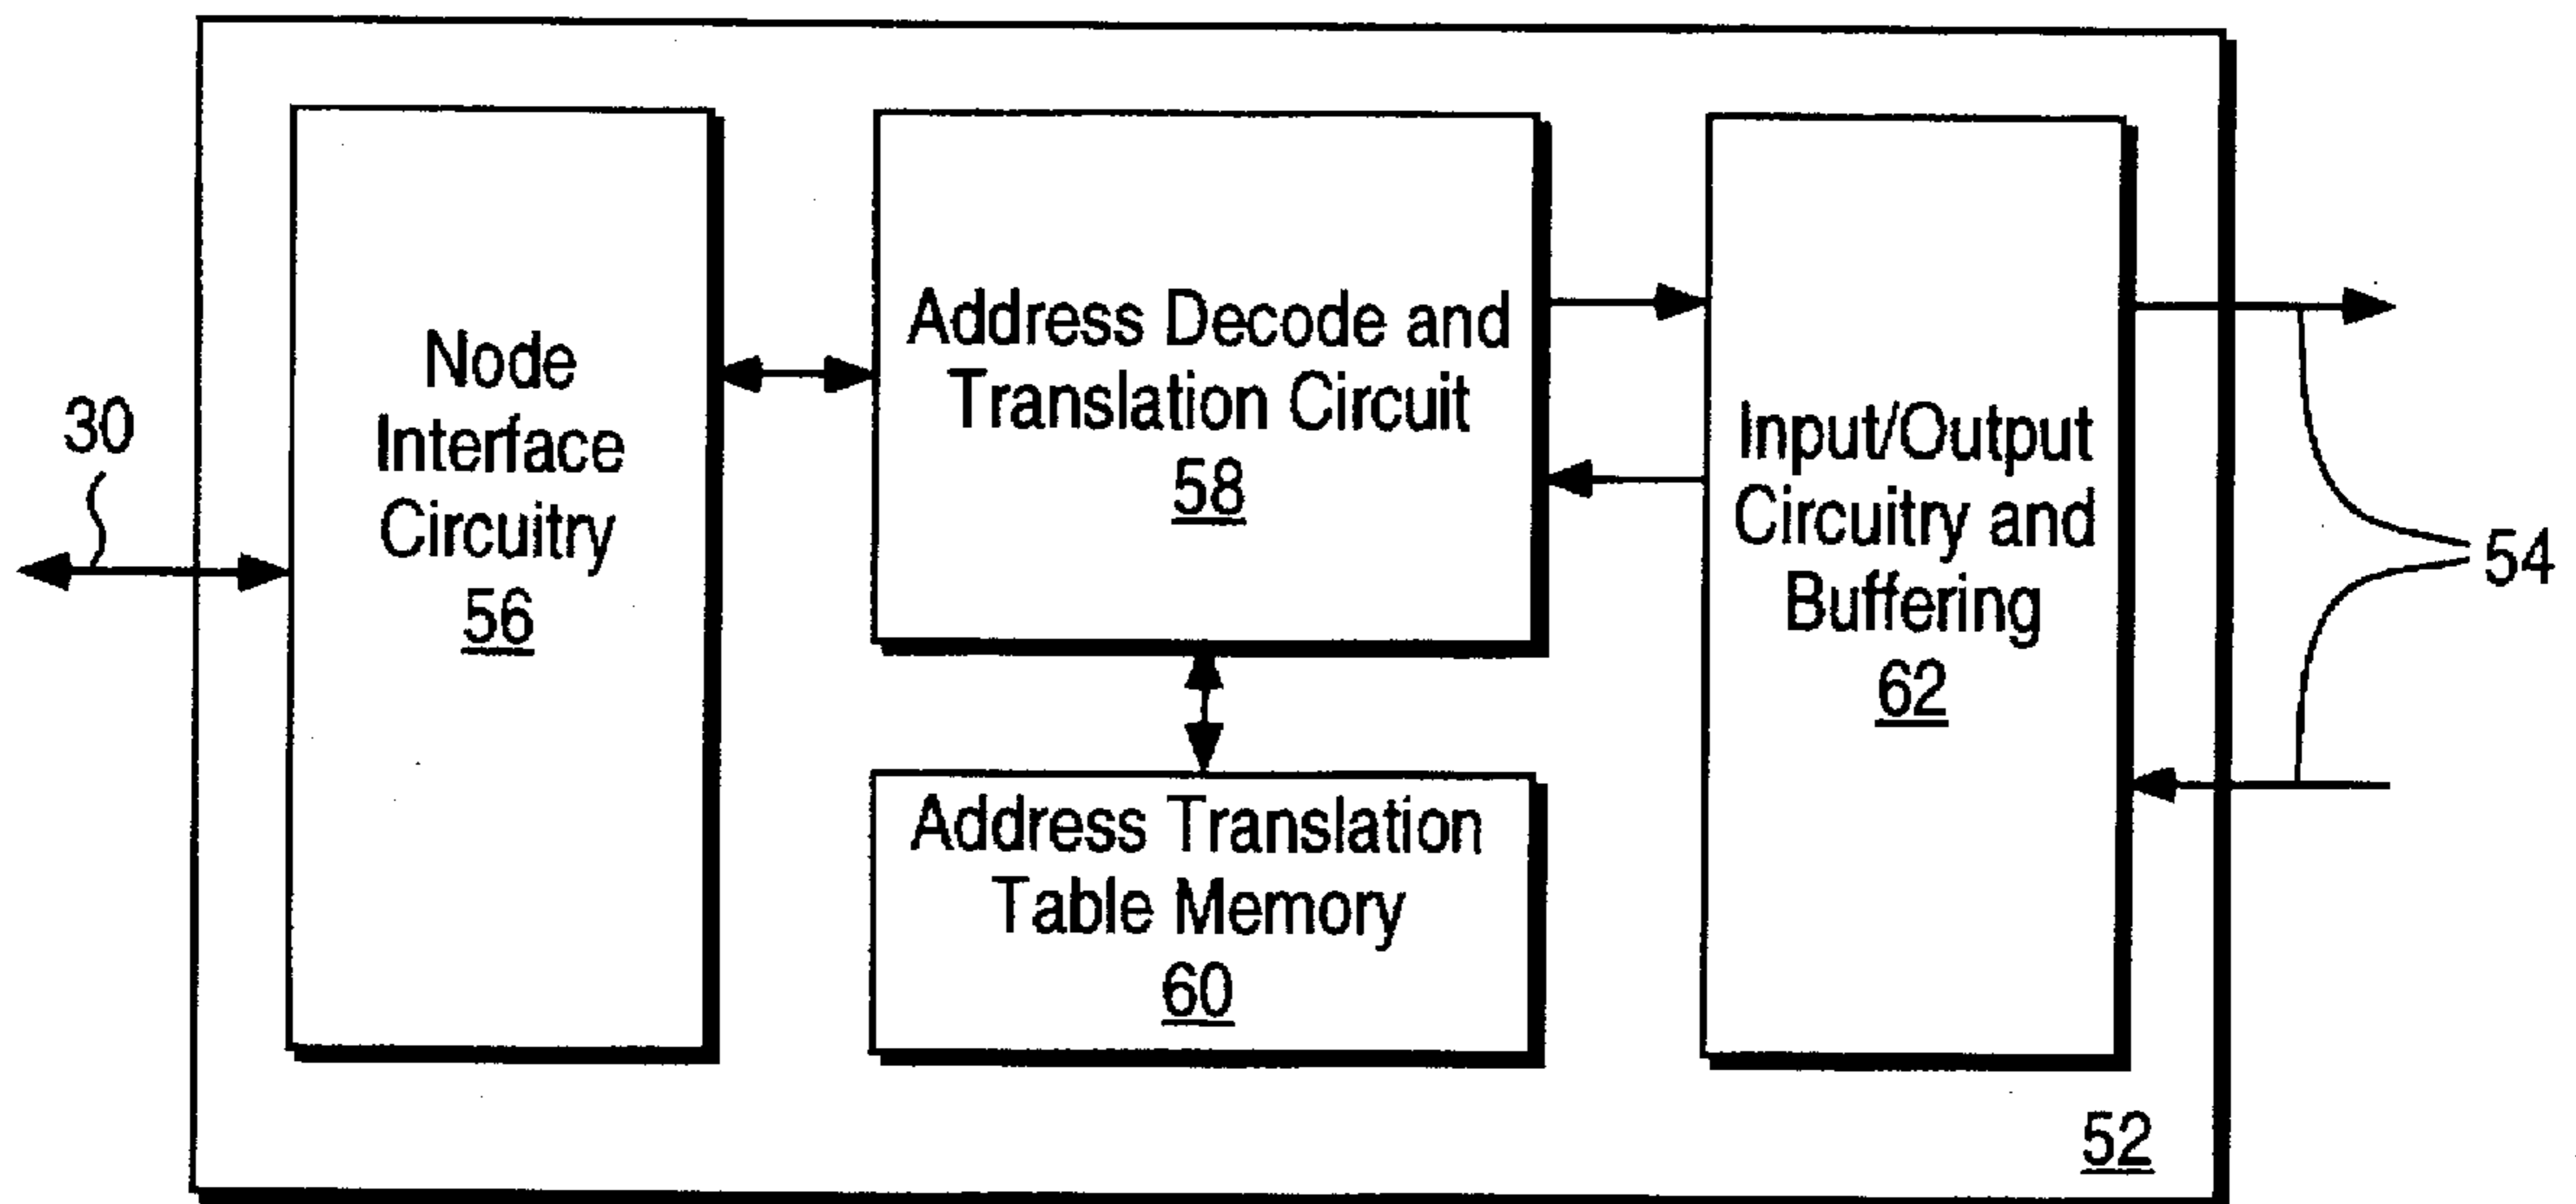 30
Node
Interface
Circuitry
56
Address Decode and
Translation Circuit
58
Address Translation
Table Memory
60
Input/Output
Circuitry and
Buffering
62
54
52